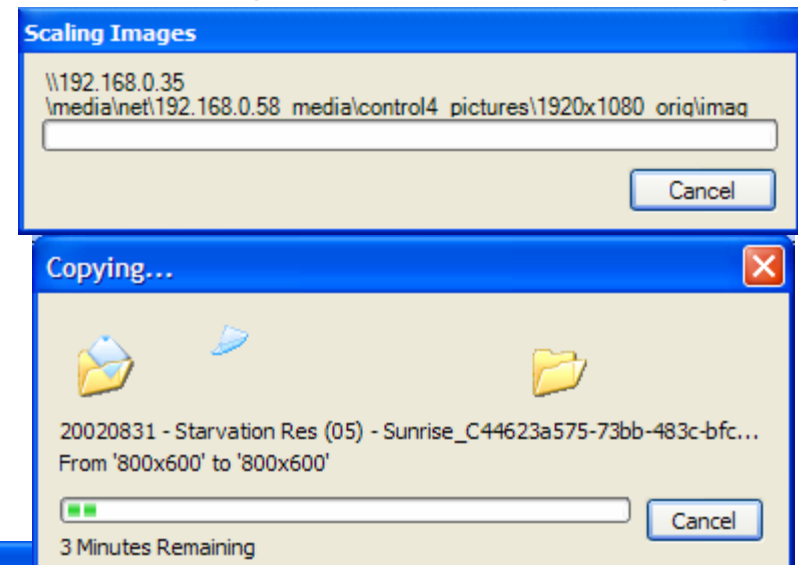 Scaling Images
\\192.168.0.35
\media\net\192.168.0.58_media\control4_pictures\1920x1080_orig\imag
Cancel
Copying...
20020831 - Starvation Res (05) - Sunrise_C44623a575-73bb-483c-bfc...
From '800x600' to '800x600'
Cancel
3 Minutes Remaining